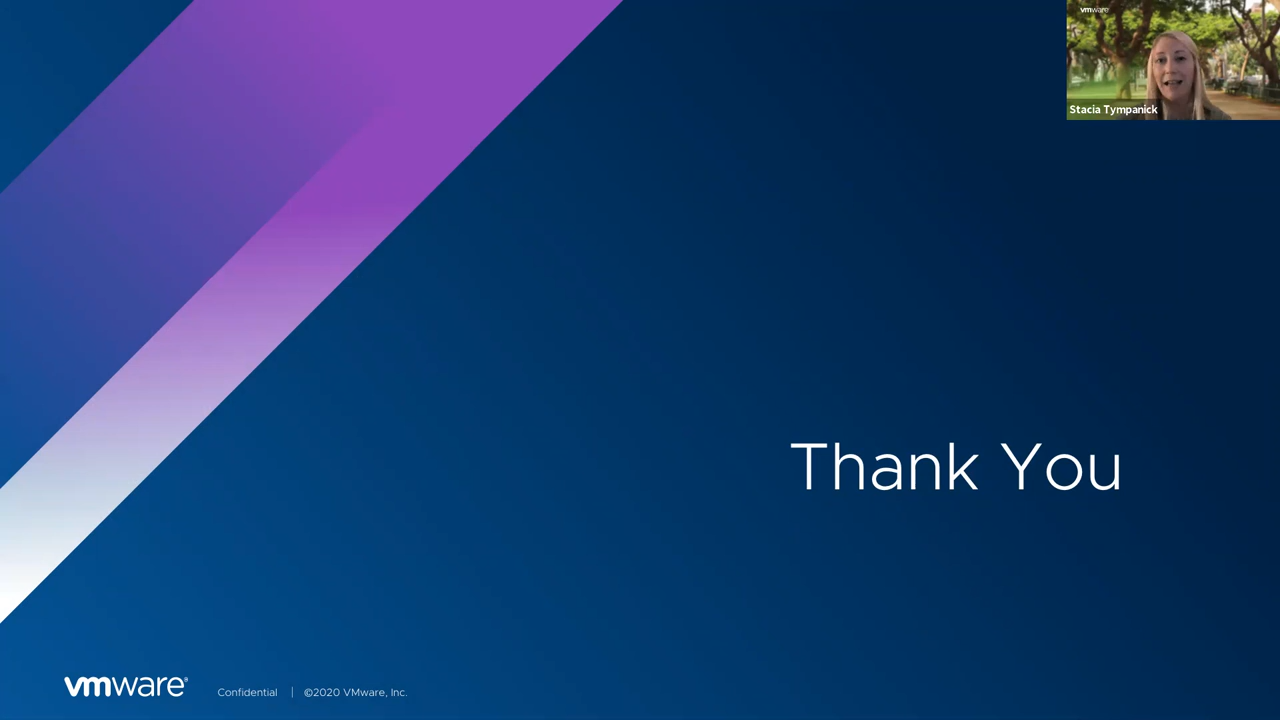 vmware
Stacia Tympanick
Thank You
vmware®
Confidential | ©2020 VMware, Inc.